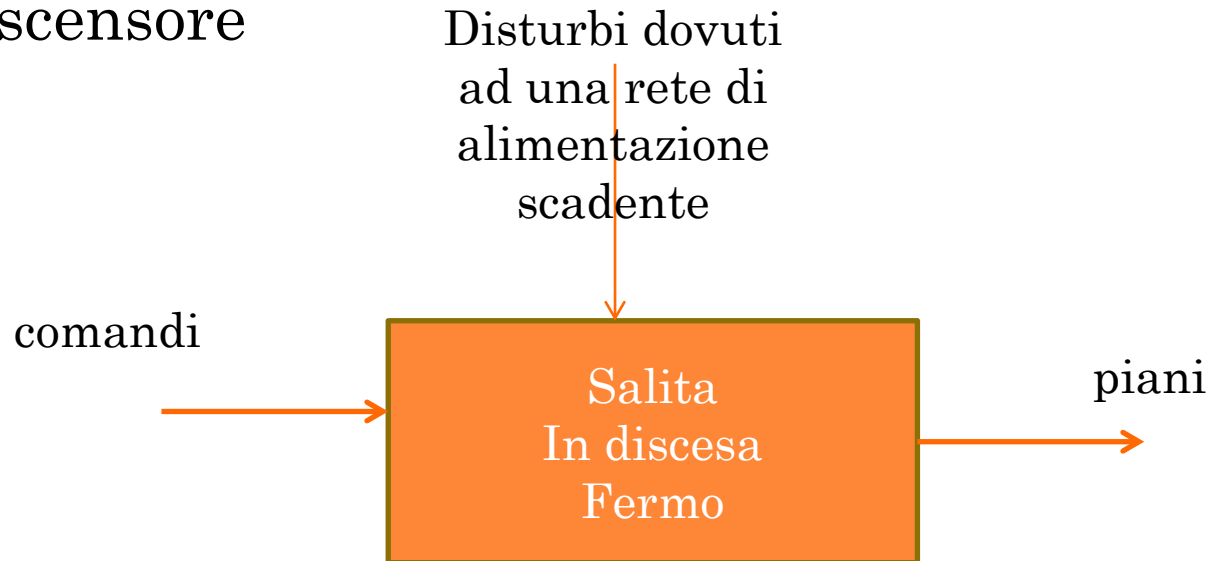 scensore
Disturbi dovuti
ad una rete di
alimentazione
scadente
comandi
Salita
In discesa
Fermo
piani